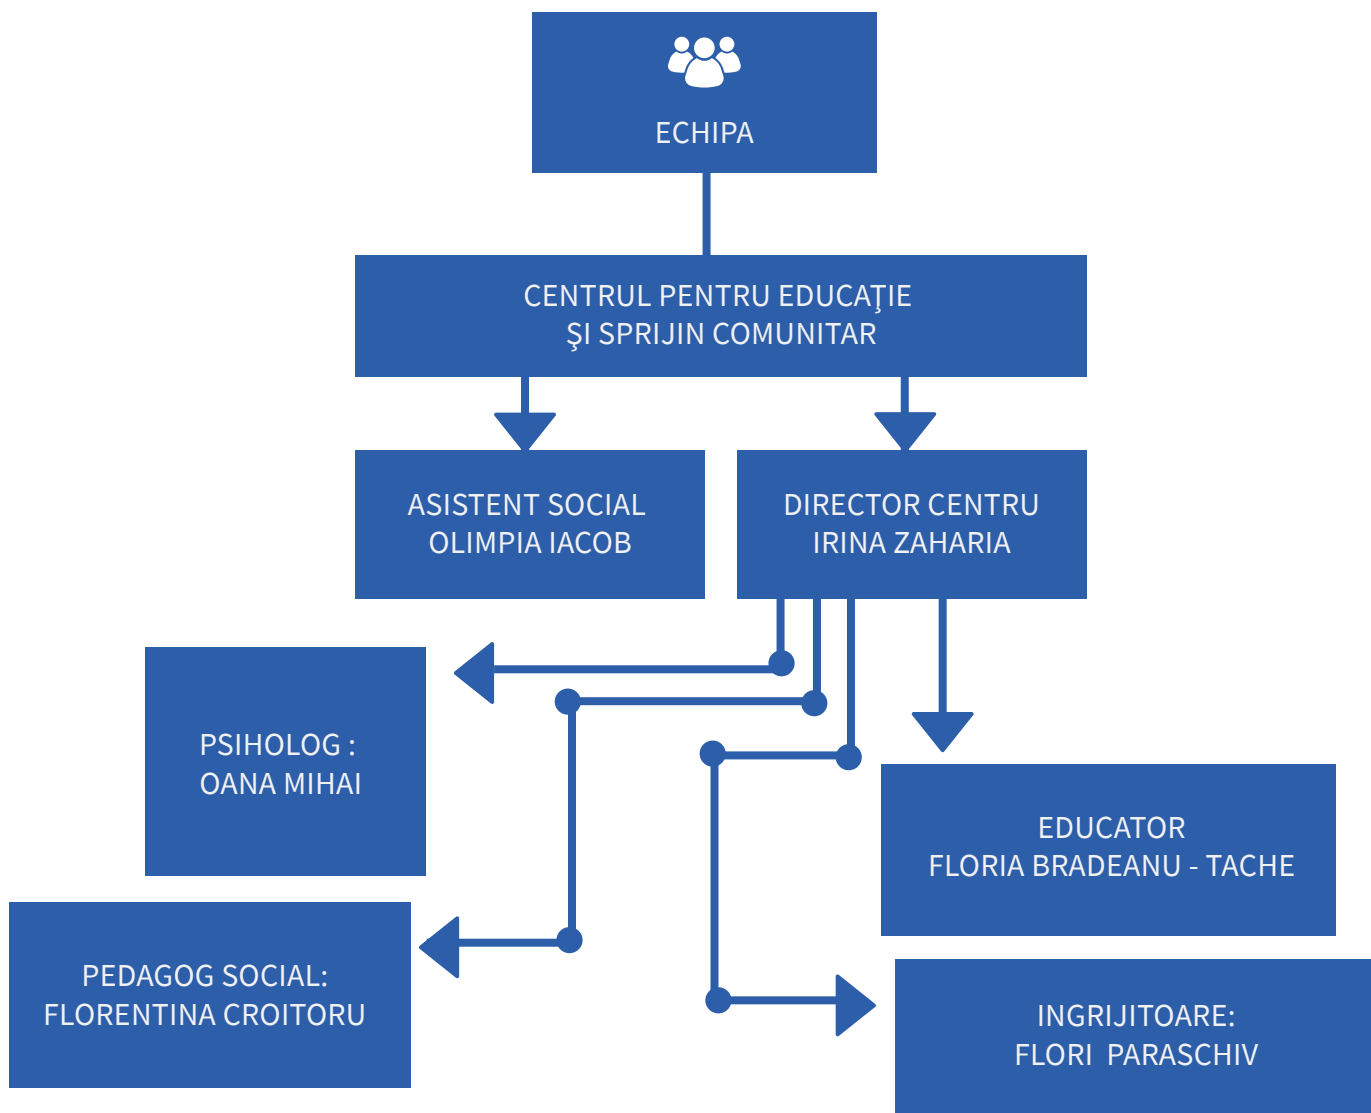 ECHIPA
CENTRUL PENTRU EDUCAŢIE
ŞI SPRIJIN COMUNITAR
ASISTENT SOCIAL
OLIMPIA IACOB
DIRECTOR CENTRU
IRINA ZAHARIA
PSIHOLOG :
OANA MIHAI
EDUCATOR
FLORIA BRADEANU - TACHE
PEDAGOG SOCIAL:
FLORENTINA CROITORU
INGRIJITOARE:
FLORI  PARASCHIV